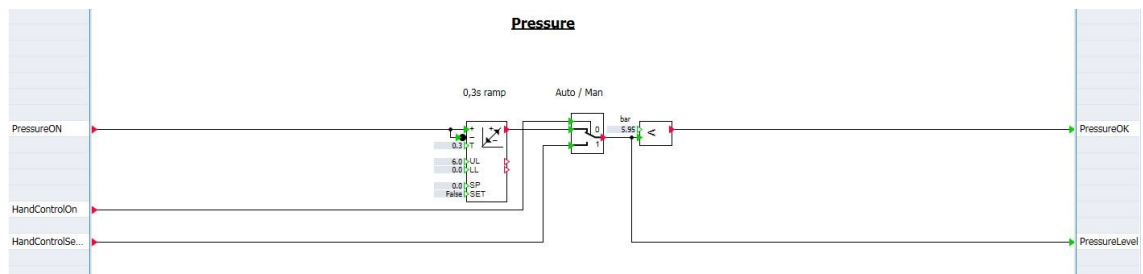 Pressure
0,3s ramp
Auto / Man
PressureON
+
-
+
-
0.3 T
6.0 UL
0.0 LL
0.0 SP
False SET
0
1
bar
5.95
<
PressureOK
HandControlOn
HandControlSe...
PressureLevel